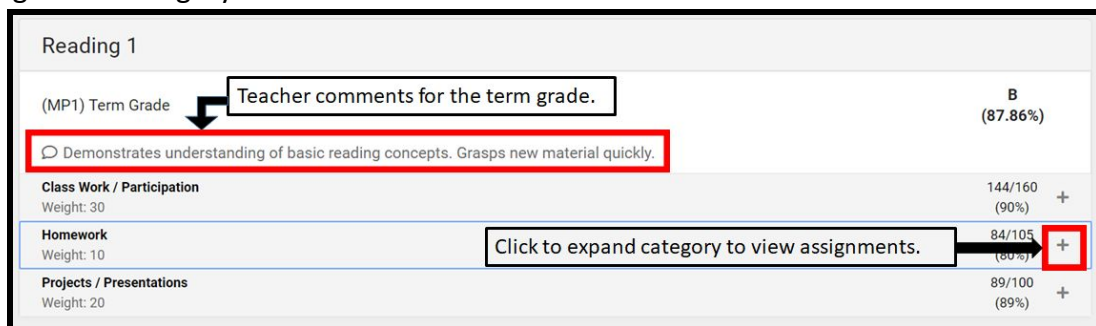 Reading 1
(MP1) Term Grade
Teacher comments for the term grade.
B
(87.86%)
Demonstrates understanding of basic reading concepts. Grasps new material quickly.
Class Work / Participation
144/160
Weight: 30
(90%)
+
Homework
84/105
Weight: 10
(80%)
Click to expand category to view assignments.
+
Projects / Presentations
89/100
Weight: 20
(89%)
+